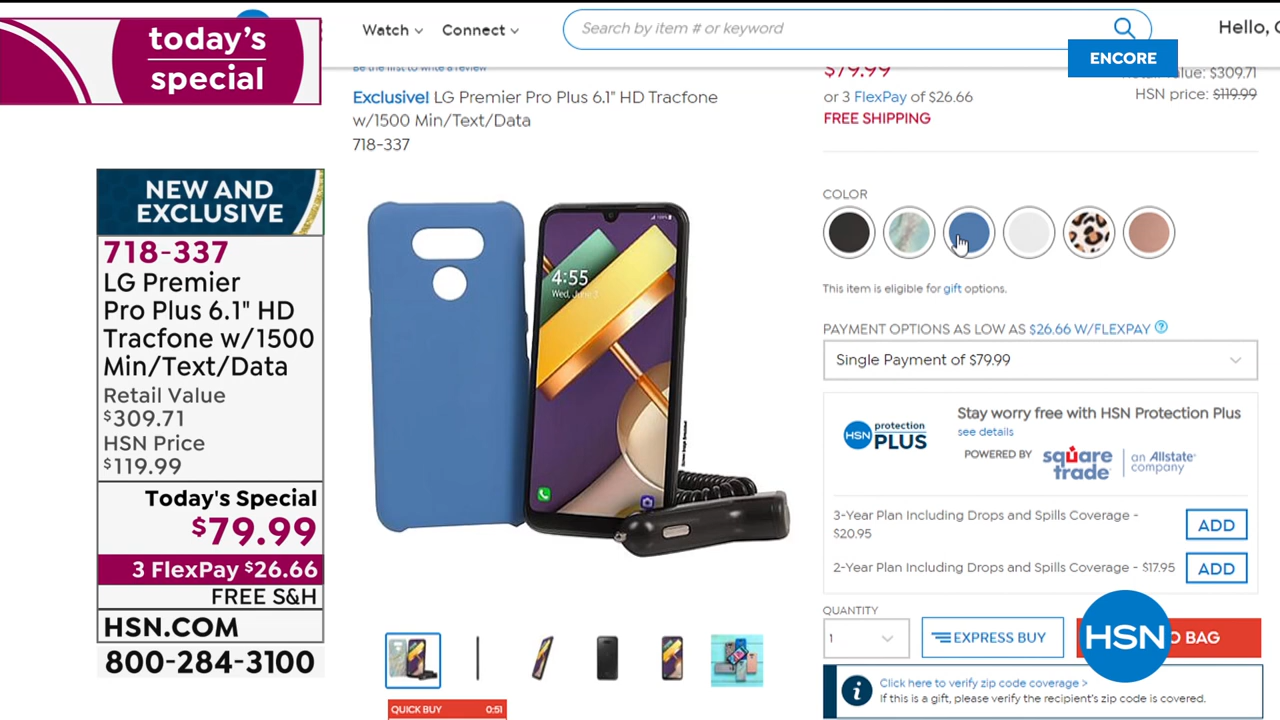 today's
special
NEW AND
EXCLUSIVE
718-337
LG Premier
Pro Plus 6.1" HD
Tracfone w/1500
Min/Text/Data
Retail Value
$309.71
HSN Price
$119.99
Today's Special
$79.99
3 FlexPay $26.66
FREE S&H
HSN.COM
800-284-3100
Watch
Connect
Search by item # or keyword
Hello,
ENCORE
Be the first to write a review
Exclusive! LG Premier Pro Plus 6.1" HD Tracfone
w/1500 Min/Text/Data
718-337
4:55
Wed, June
QUICK BUY 0:51
$79.99
or 3 FlexPay of $26.66
FREE SHIPPING
Retail Value: $309.71
HSN price: $119.99
COLOR
This item is eligible for gift options.
PAYMENT OPTIONS AS LOW AS $26.66 W/FLEXPAY ?
Single Payment of $79.99
HSN protection PLUS
Stay worry free with HSN Protection Plus
see details
POWERED BY square trade an Allstate company
3-Year Plan Including Drops and Spills Coverage -
$20.95
ADD
2-Year Plan Including Drops and Spills Coverage - $17.95
ADD
QUANTITY
1
EXPRESS BUY
HSN
O BAG
Click here to verify zip code coverage >
If this is a gift, please verify the recipient's zip code is covered.